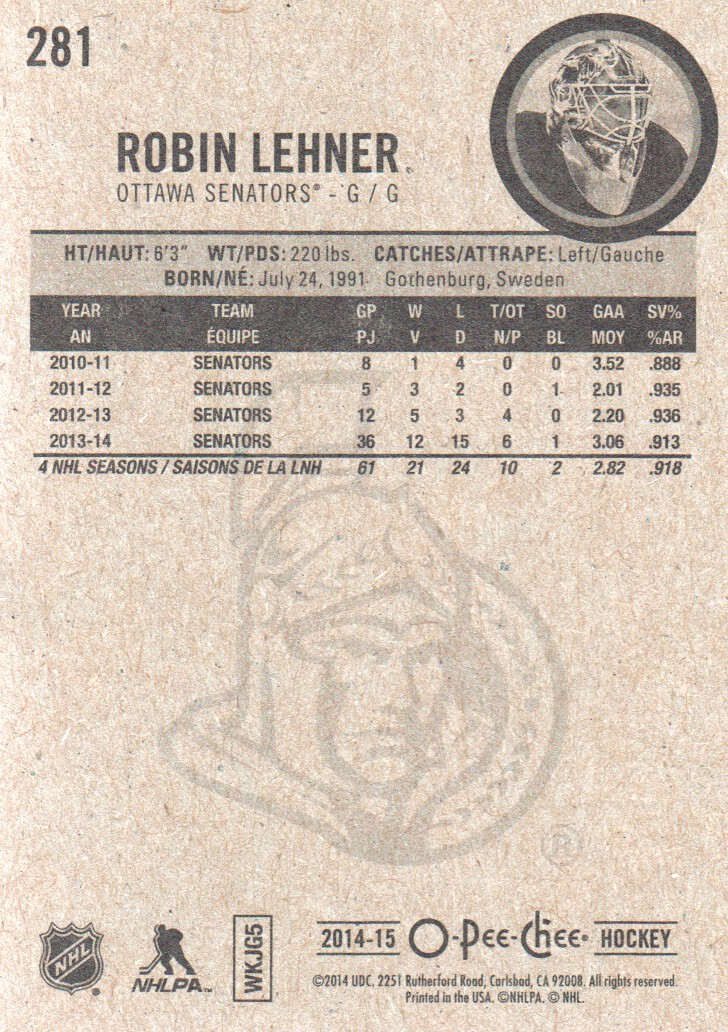 281
ROBIN LEHNER
OTTAWA SENATORS® - G / G
HT/HAUT: 6'3" WT/PDS: 220 lbs. CATCHES/ATTRAPE: Left/Gauche
BORN/NÉ: July 24, 1991 Gothenburg, Sweden
YEAR TEAM GP W L T/OT SO GAA SV%
AN ÉQUIPE PJ V D N/P BL MOY %AR
2010-11 SENATORS 8 1 4 0 0 3.52 .888
2011-12 SENATORS 5 3 2 0 1 2.01 .935
2012-13 SENATORS 12 5 3 4 0 2.20 .936
2013-14 SENATORS 36 12 15 6 1 3.06 .913
4 NHL SEASONS / SAISONS DE LA LNH 61 21 24 10 2 2.82 .918
®
NHL ®
NHLPA™
WKJG5
2014-15 O-Pee-Chee® HOCKEY
©2014 UDC. 2251 Rutherford Road, Carlsbad, CA 92008. All rights reserved.
Printed in the USA. ©NHLPA. © NHL.